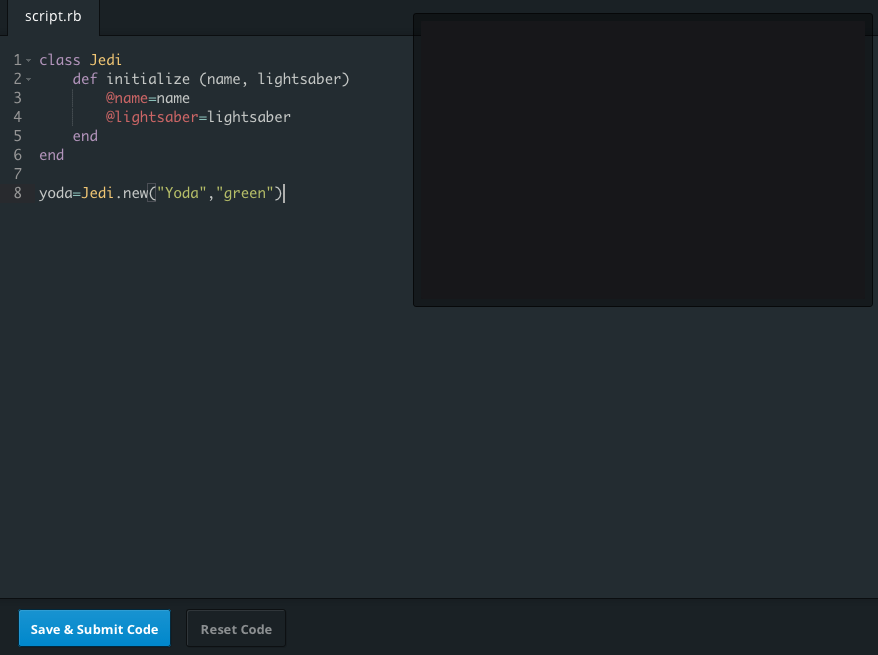 script.rb
1 class Jedi
2 def initialize (name, lightsaber)
3 @name=name
4 @lightsaber=lightsaber
5 end
6 end
7
8 yoda=Jedi.new("Yoda","green")
Save & Submit Code
Reset Code